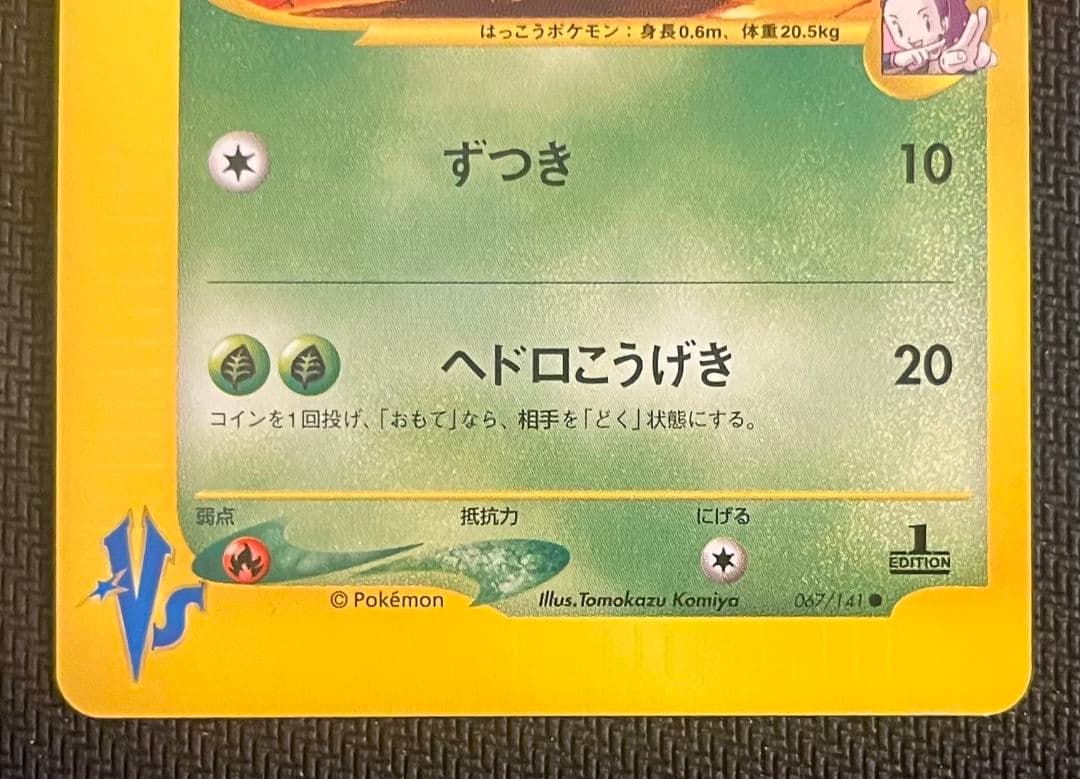 はっこうポケモン：身長0.6m、体重20.5kg
ずつき 10
ヘドロこうげき 20
コインを1回投げ、「おもて」なら、相手を「どく」状態にする。
弱点 抵抗力 にげる
1
EDITION
Vs
© Pokémon Illus.Tomokazu Komiya 067/141●